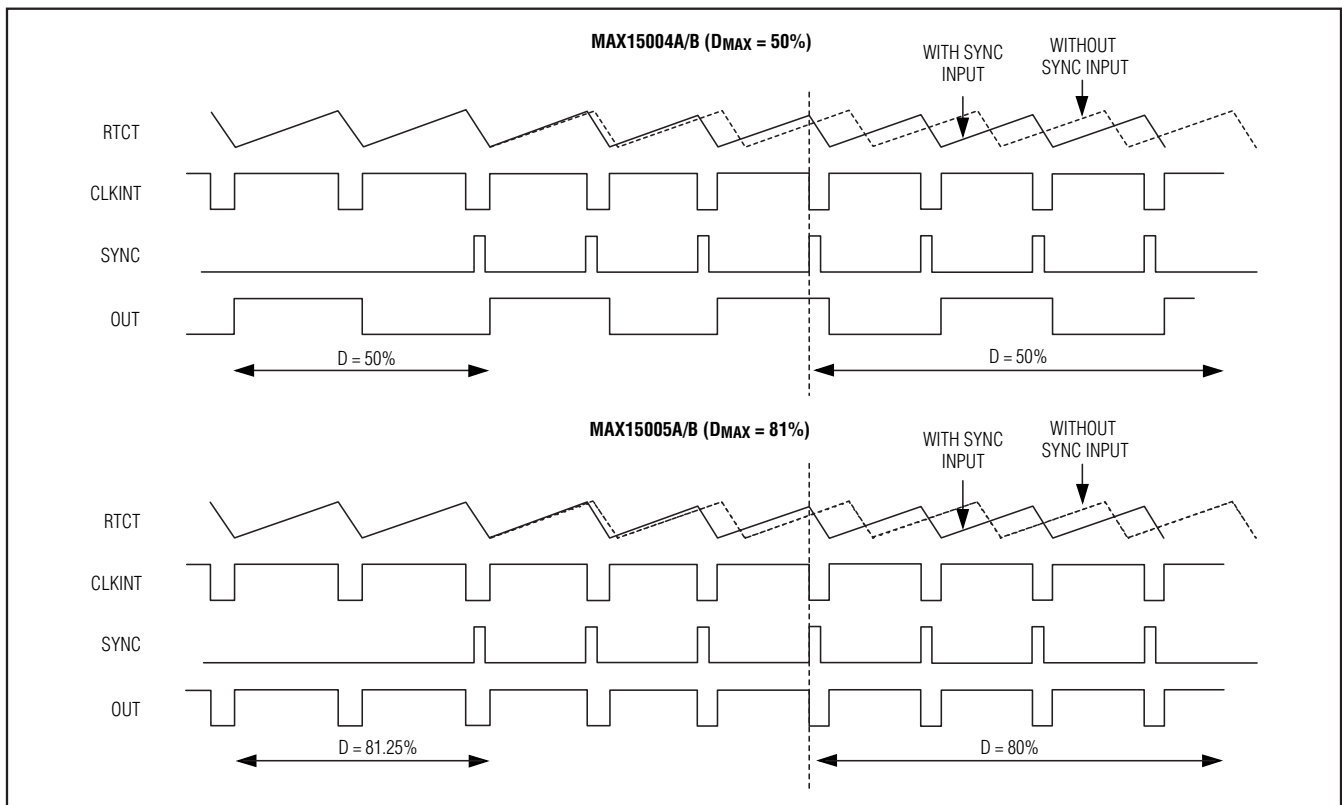 MAX15004A/B (DMAX = 50%)
WITH SYNC
INPUT
WITHOUT
SYNC INPUT
RTCT
CLKINT
SYNC
OUT
D = 50%
D = 50%
MAX15005A/B (DMAX = 81%)
WITH SYNC
INPUT
WITHOUT
SYNC INPUT
RTCT
CLKINT
SYNC
OUT
D = 81.25%
D = 80%